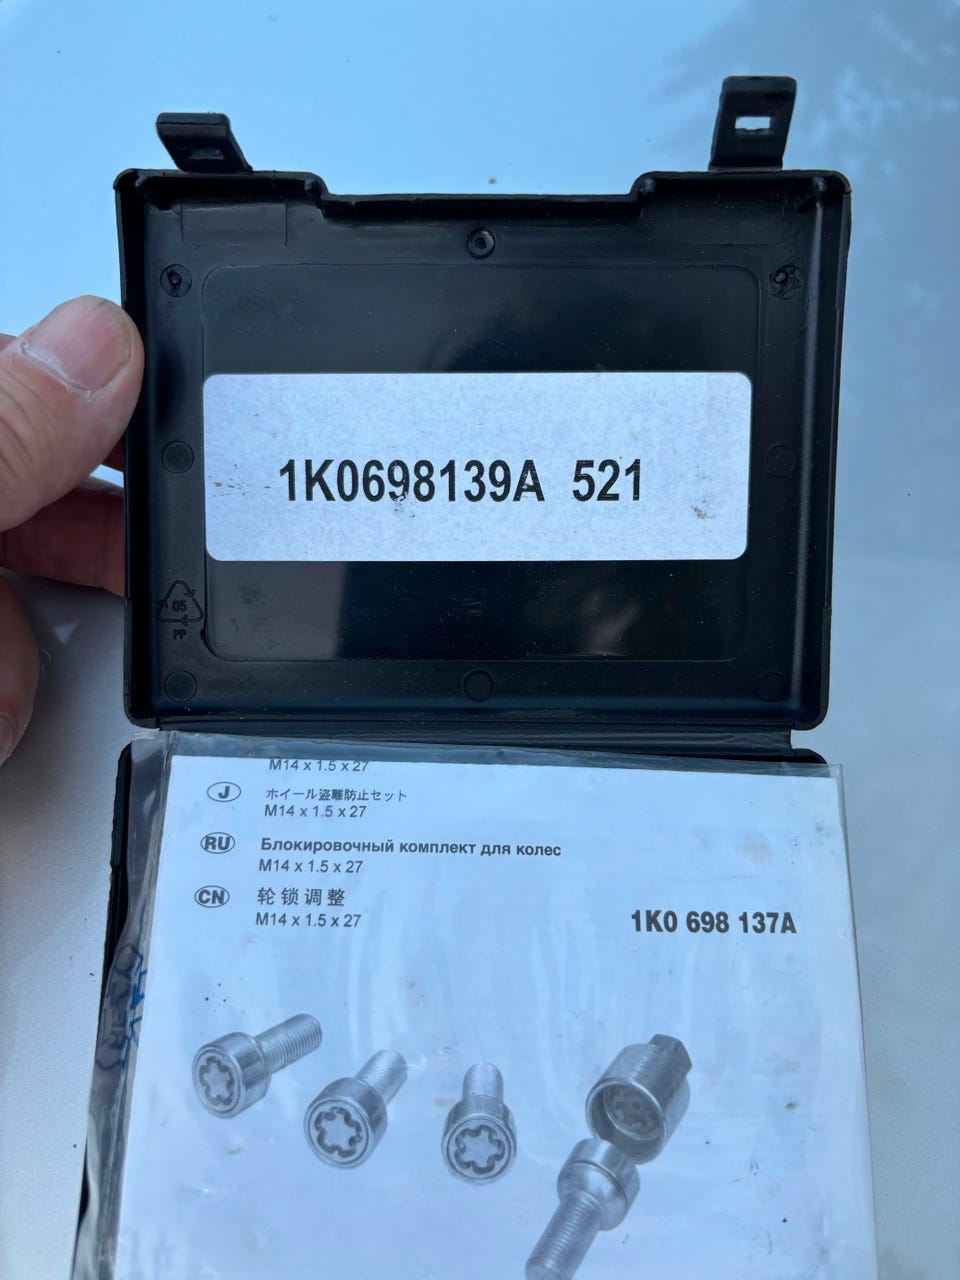 1K0698139A 521
05
PP
M14 x 1.5 x 27
J ホイール盗難防止セット
M14 x 1.5 x 27
RU Блокировочный комплект для колес
M14 x 1.5 x 27
CN 轮锁调整
M14 x 1.5 x 27
1K0 698 137A